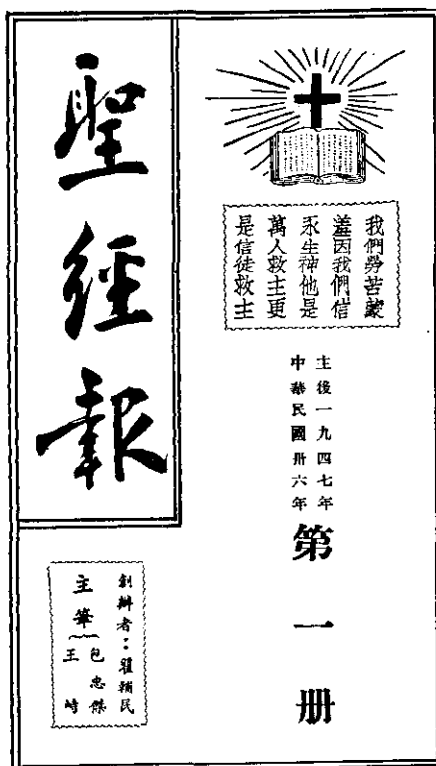 聖經報
我們勞苦蒙
羞因我們信
永生神他是
萬人救主更
是信徒救主
主後一九四七年
中華民國卅六年
第一册
創辦者：翟輔民
主筆
包忠傑
王峙